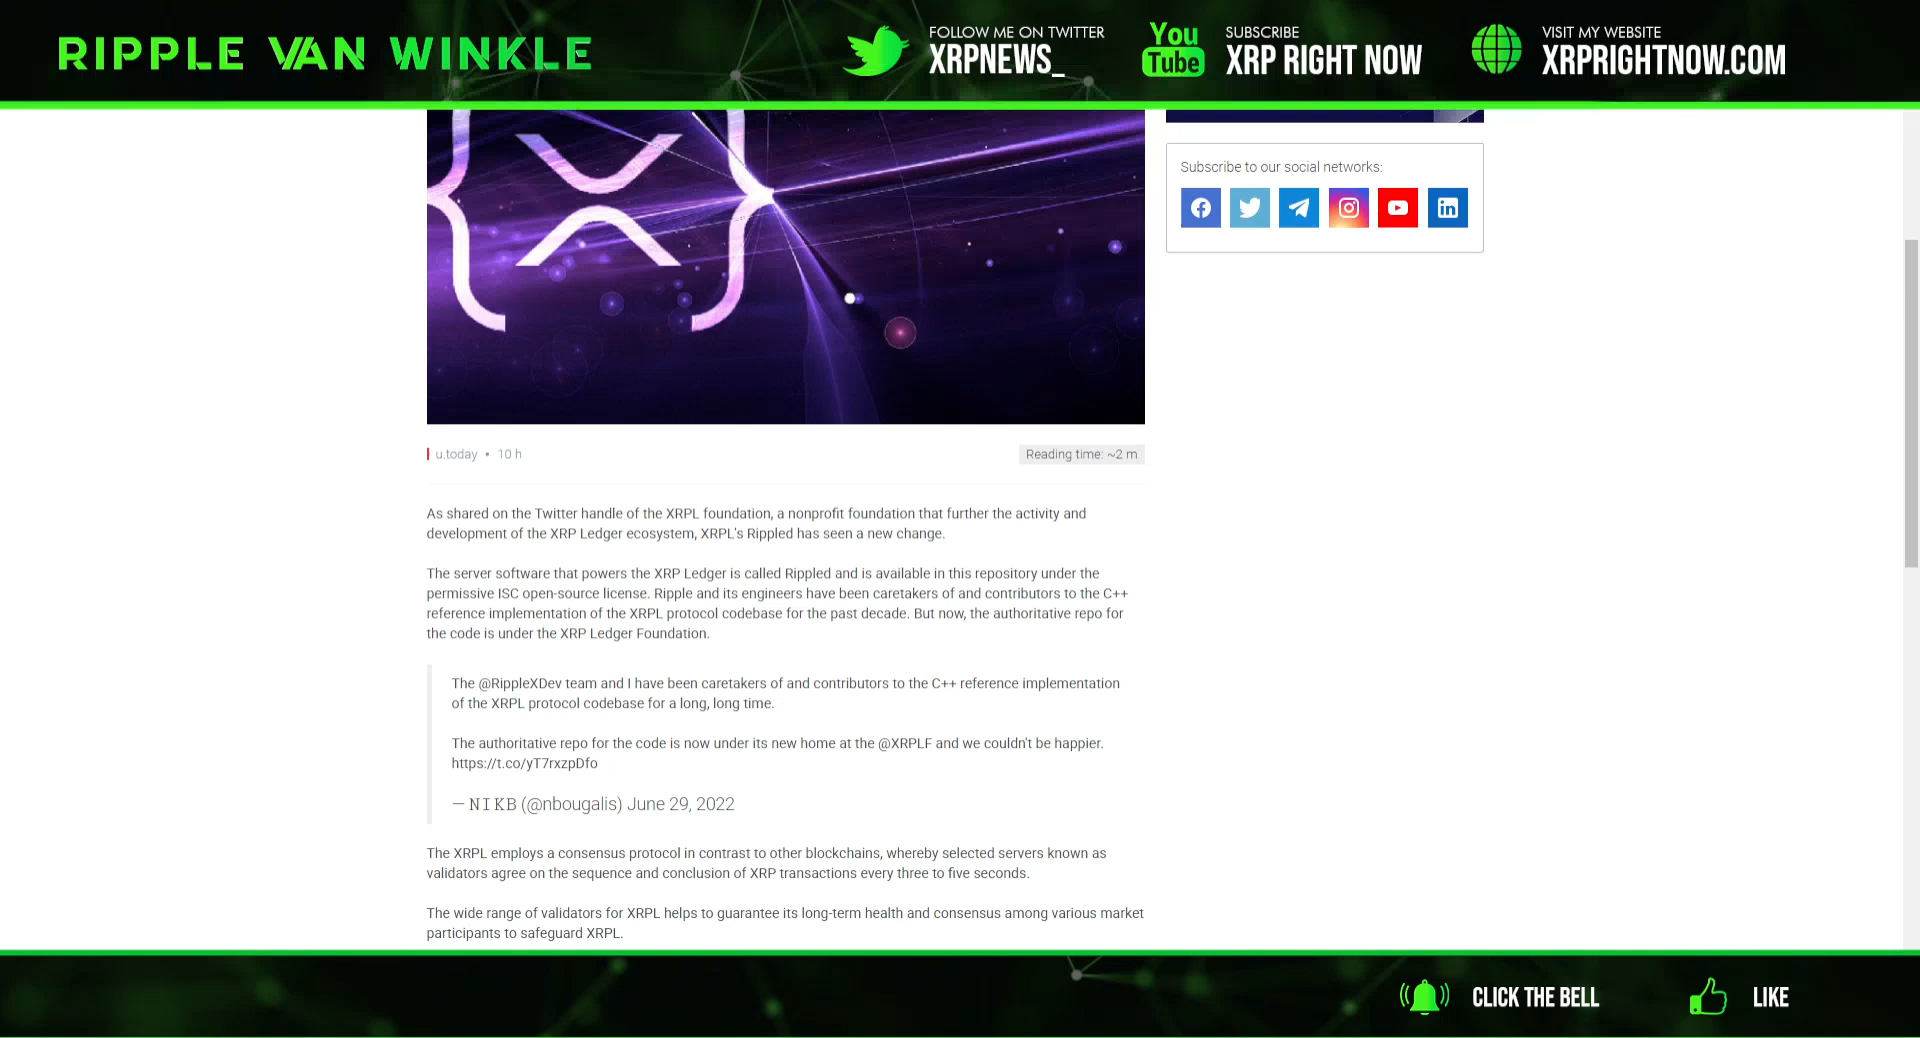 RIPPLE VAN WINKLE
FOLLOW ME ON TWITTER
XRPNEWS_
You
Tube
SUBSCRIBE
XRP RIGHT NOW
VISIT MY WEBSITE
XRPRIGHTNOW.COM
Subscribe to our social networks:
u.today • 10 h
Reading time: ~2 m
As shared on the Twitter handle of the XRPL foundation, a nonprofit foundation that further the activity and
development of the XRP Ledger ecosystem, XRPL's Rippled has seen a new change.
The server software that powers the XRP Ledger is called Rippled and is available in this repository under the
permissive ISC open-source license. Ripple and its engineers have been caretakers of and contributors to the C++
reference implementation of the XRPL protocol codebase for the past decade. But now, the authoritative repo for
the code is under the XRP Ledger Foundation.
The @RippleXDev team and I have been caretakers of and contributors to the C++ reference implementation
of the XRPL protocol codebase for a long, long time.
The authoritative repo for the code is now under its new home at the @XRPLF and we couldn't be happier.
https://t.co/yT7rxzpDfo
— N I K B (@nbougalis) June 29, 2022
The XRPL employs a consensus protocol in contrast to other blockchains, whereby selected servers known as
validators agree on the sequence and conclusion of XRP transactions every three to five seconds.
The wide range of validators for XRPL helps to guarantee its long-term health and consensus among various market
participants to safeguard XRPL.
CLICK THE BELL
LIKE